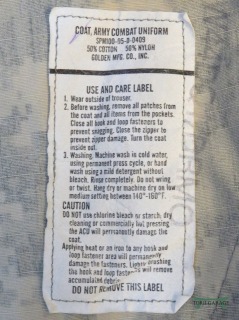 COAT, ARMY COMBAT UNIFORM
SPM100-05-D-0409
50% COTTON 50% NYLON
GOLDEN MFG. CO., INC.
USE AND CARE LABEL
1. Wear outside of trouser.
2. Before washing, remove all patches from
the coat and all items from the pockets.
Close all hook and loop fasteners to
prevent snagging. Close the zipper to
prevent zipper damage. Turn the coat
inside out.
3. Washing: Machine wash in cold water,
using permanent press cycle, or hand
wash using a mild detergent without
bleach. Rinse completely. Do not wring
or twist. Hang dry or machine dry on low
medium setting between 140°-160°F.
CAUTION
DO NOT use chlorine bleach or starch; dry
cleaning or commercially hot pressing
the ACU will permanently damage the
coat.
Applying heat or an iron to any hook and
loop fastener area will permanently
damage the fasteners. Lightly brushing
the hook and loop fasteners will remove
accumulated debris.
DO NOT REMOVE THIS LABEL